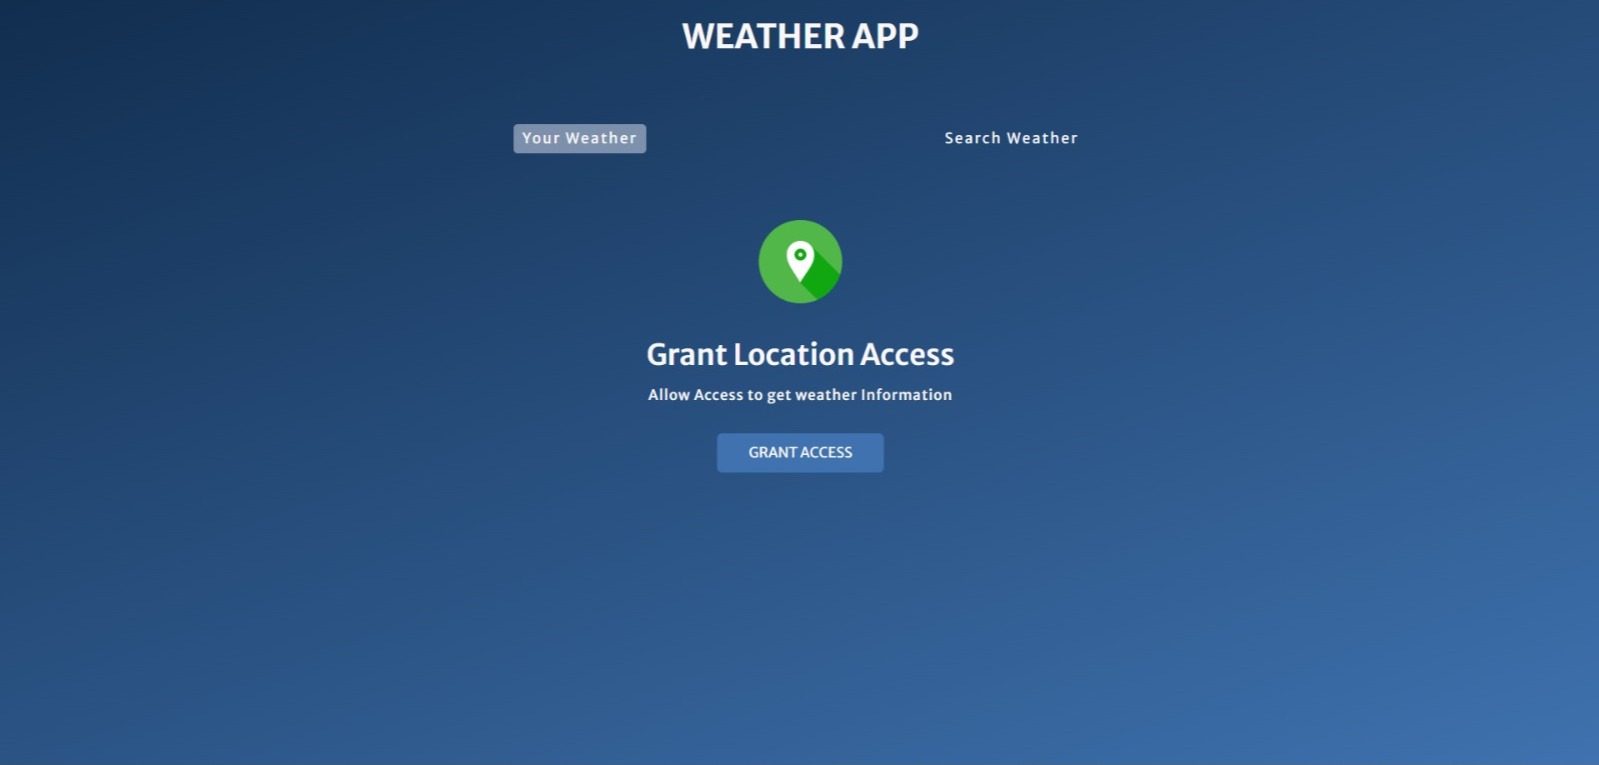 WEATHER APP
Your Weather
Search Weather
Grant Location Access
Allow Access to get weather Information
GRANT ACCESS